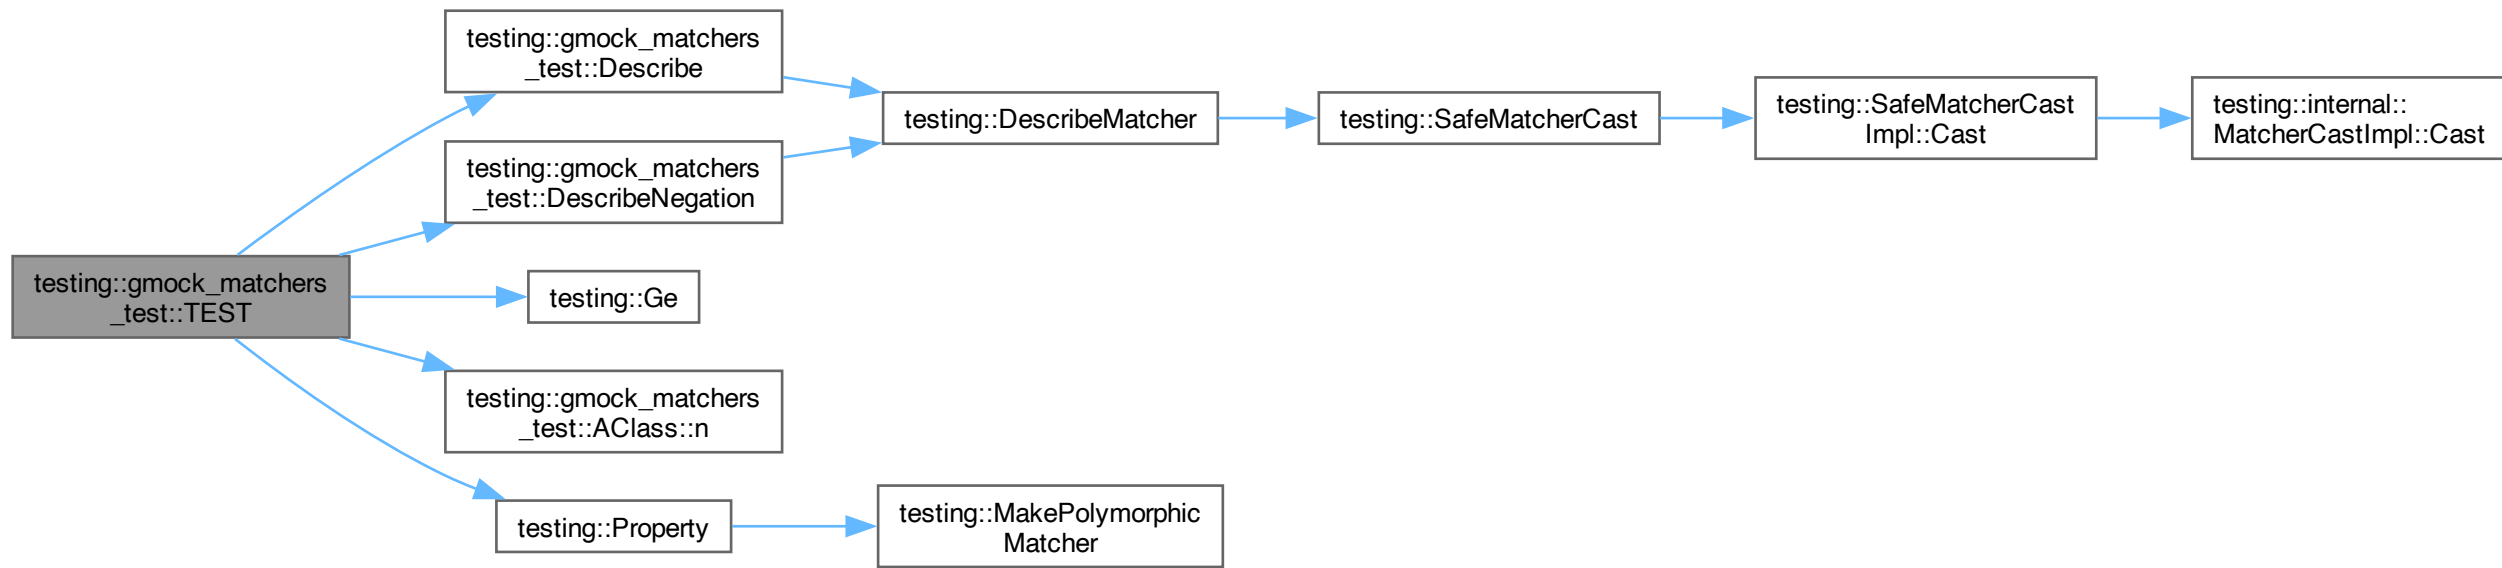 testing::gmock_matchers
_test::TEST
testing::gmock_matchers
_test::Describe
testing::gmock_matchers
_test::DescribeNegation
testing::Ge
testing::gmock_matchers
_test::AClass::n
testing::Property
testing::DescribeMatcher
testing::MakePolymorphic
Matcher
testing::SafeMatcherCast
testing::SafeMatcherCast
Impl::Cast
testing::internal::
MatcherCastImpl::Cast